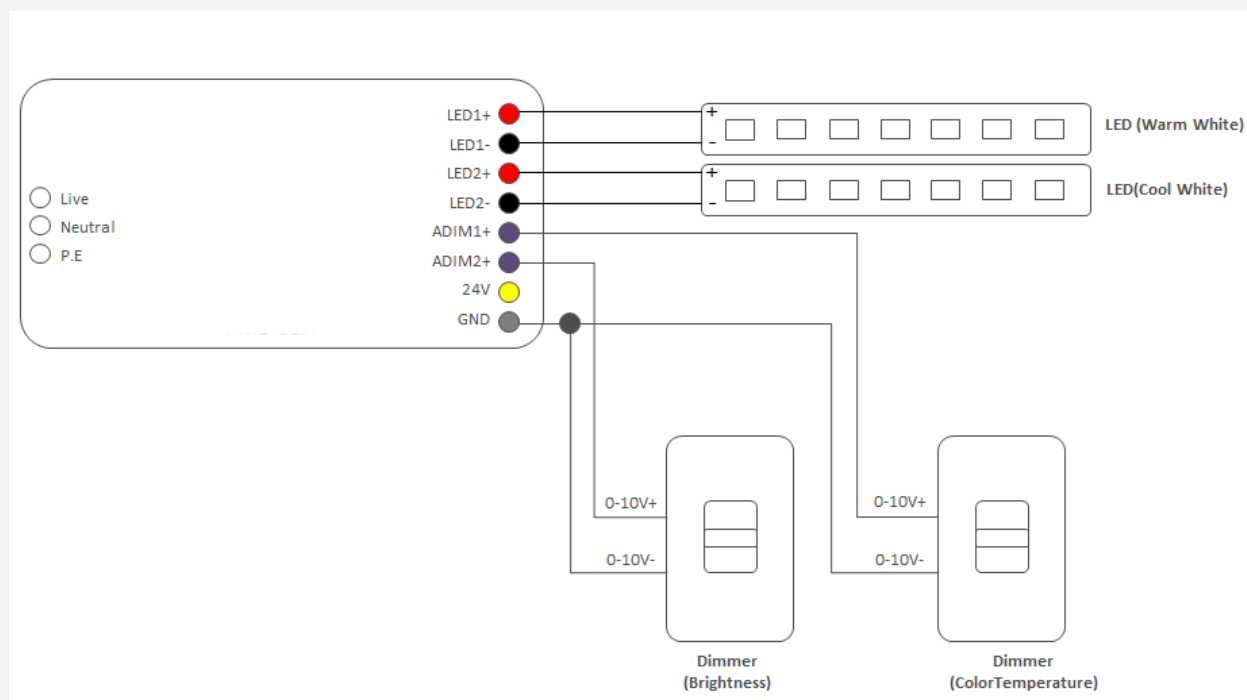 LED1+
LED1-
LED2+
LED2-
ADIM1+
ADIM2+
24V
GND
Live
Neutral
P.E
+
-
LED (Warm White)
+
-
LED(Cool White)
0-10V+
0-10V-
Dimmer
(Brightness)
0-10V+
0-10V-
Dimmer
(ColorTemperature)